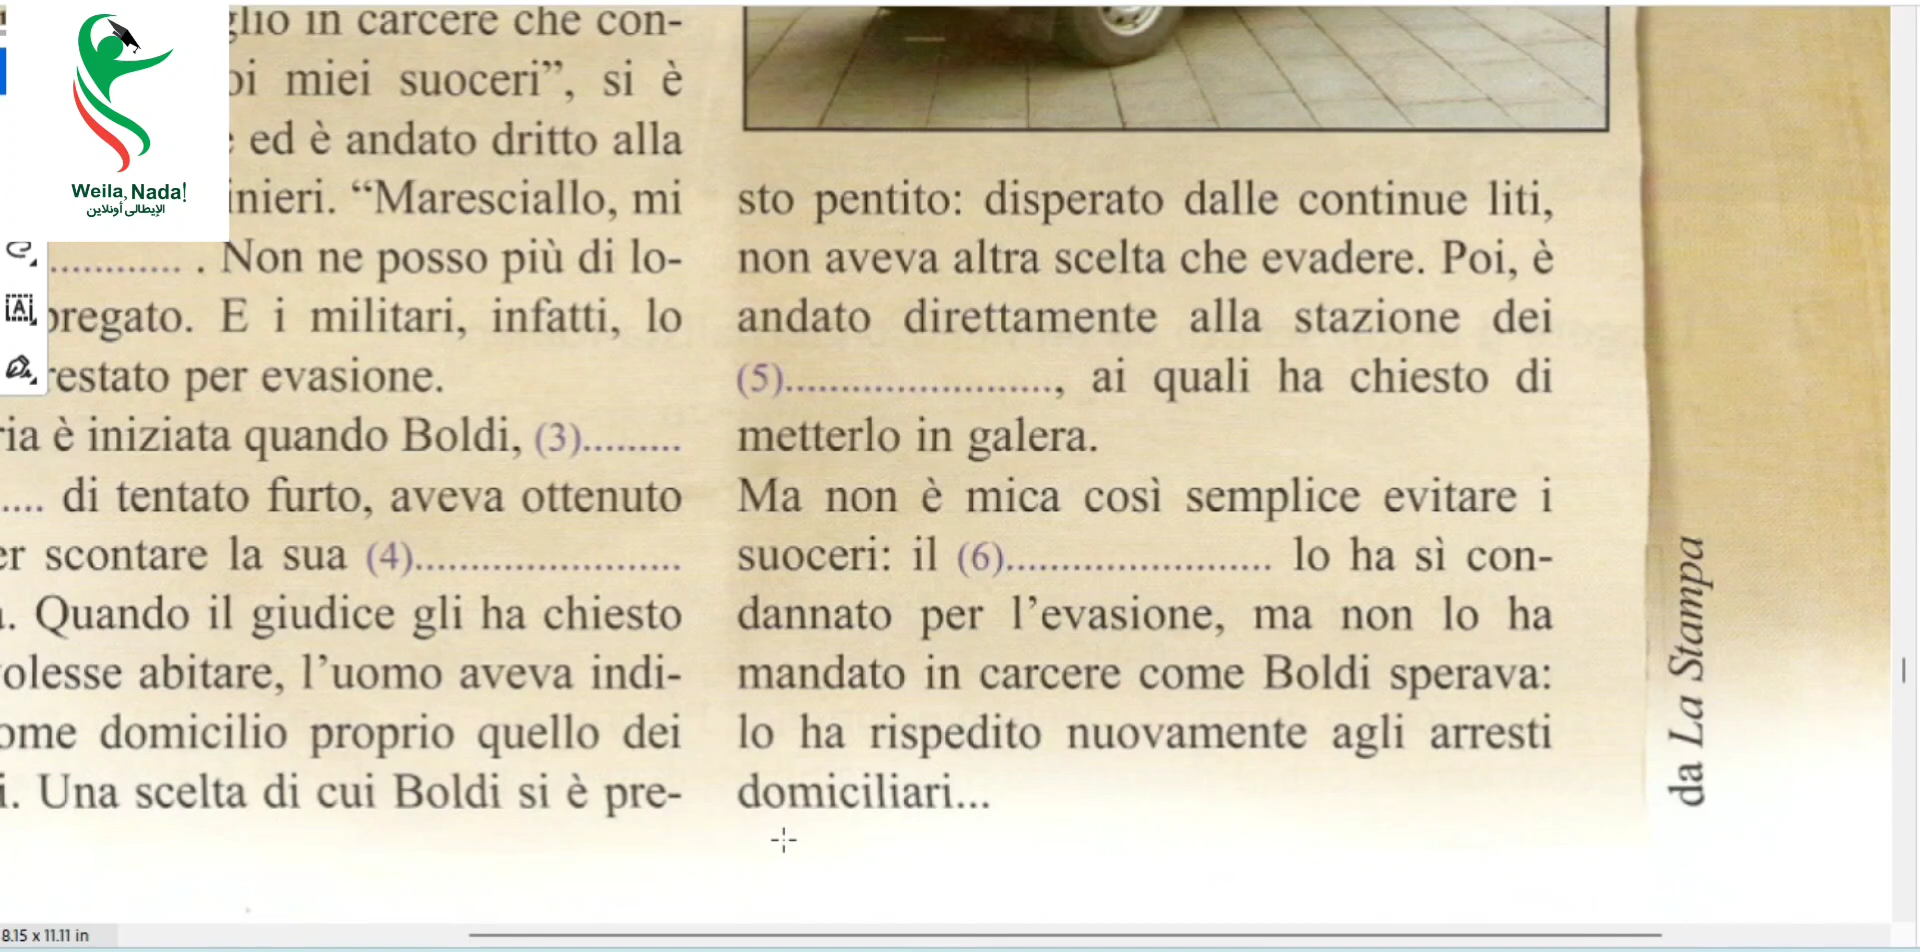 Weila, Nada!
الإيطالى أونلاين
glio in carcere che con-
oi miei suoceri”, si è
ed è andato dritto alla
inieri. “Maresciallo, mi
............ . Non ne posso più di lo-
pregato. E i militari, infatti, lo
restato per evasione.
ria è iniziata quando Boldi, (3).........
.... di tentato furto, aveva ottenuto
er scontare la sua (4)........................
. Quando il giudice gli ha chiesto
olesse abitare, l’uomo aveva indi-
ome domicilio proprio quello dei
i. Una scelta di cui Boldi si è pre-
sto pentito: disperato dalle continue liti,
non aveva altra scelta che evadere. Poi, è
andato direttamente alla stazione dei
(5)........................, ai quali ha chiesto di
metterlo in galera.
Ma non è mica così semplice evitare i
suoceri: il (6)........................ lo ha sì con-
dannato per l’evasione, ma non lo ha
mandato in carcere come Boldi sperava:
lo ha rispedito nuovamente agli arresti
domiciliari...
da La Stampa
8.15 x 11.11 in